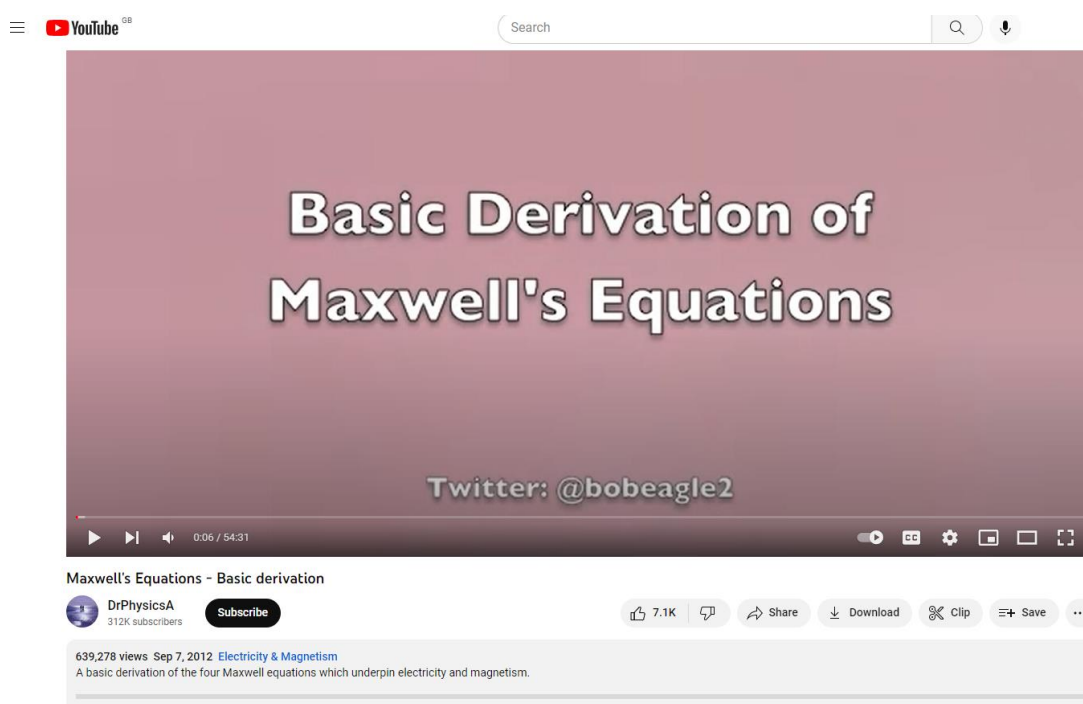 YouTube GB
Search
Basic Derivation of
Maxwell's Equations
Twitter: @bobeagle2
0:06 / 54:31
CC
Maxwell's Equations - Basic derivation
DrPhysicsA
312K subscribers
Subscribe
7.1K
Share
Download
Clip
Save
639,278 views Sep 7, 2012 Electricity & Magnetism
A basic derivation of the four Maxwell equations which underpin electricity and magnetism.